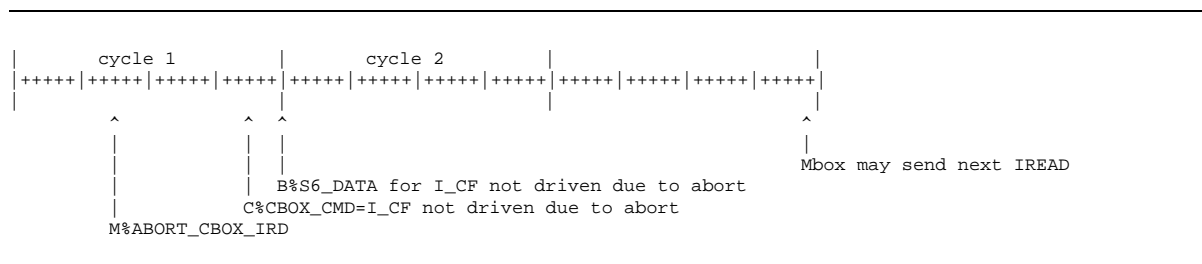 |          cycle 1             |          cycle 2            |                             |
|+++++|+++++|+++++|+++++|+++++|+++++|+++++|+++++|+++++|+++++|+++++|+++++|
Mbox may send next IREAD
B%S6_DATA for I_CF not driven due to abort
C%CBOX_CMD=I_CF not driven due to abort
M%ABORT_CBOX_IRD